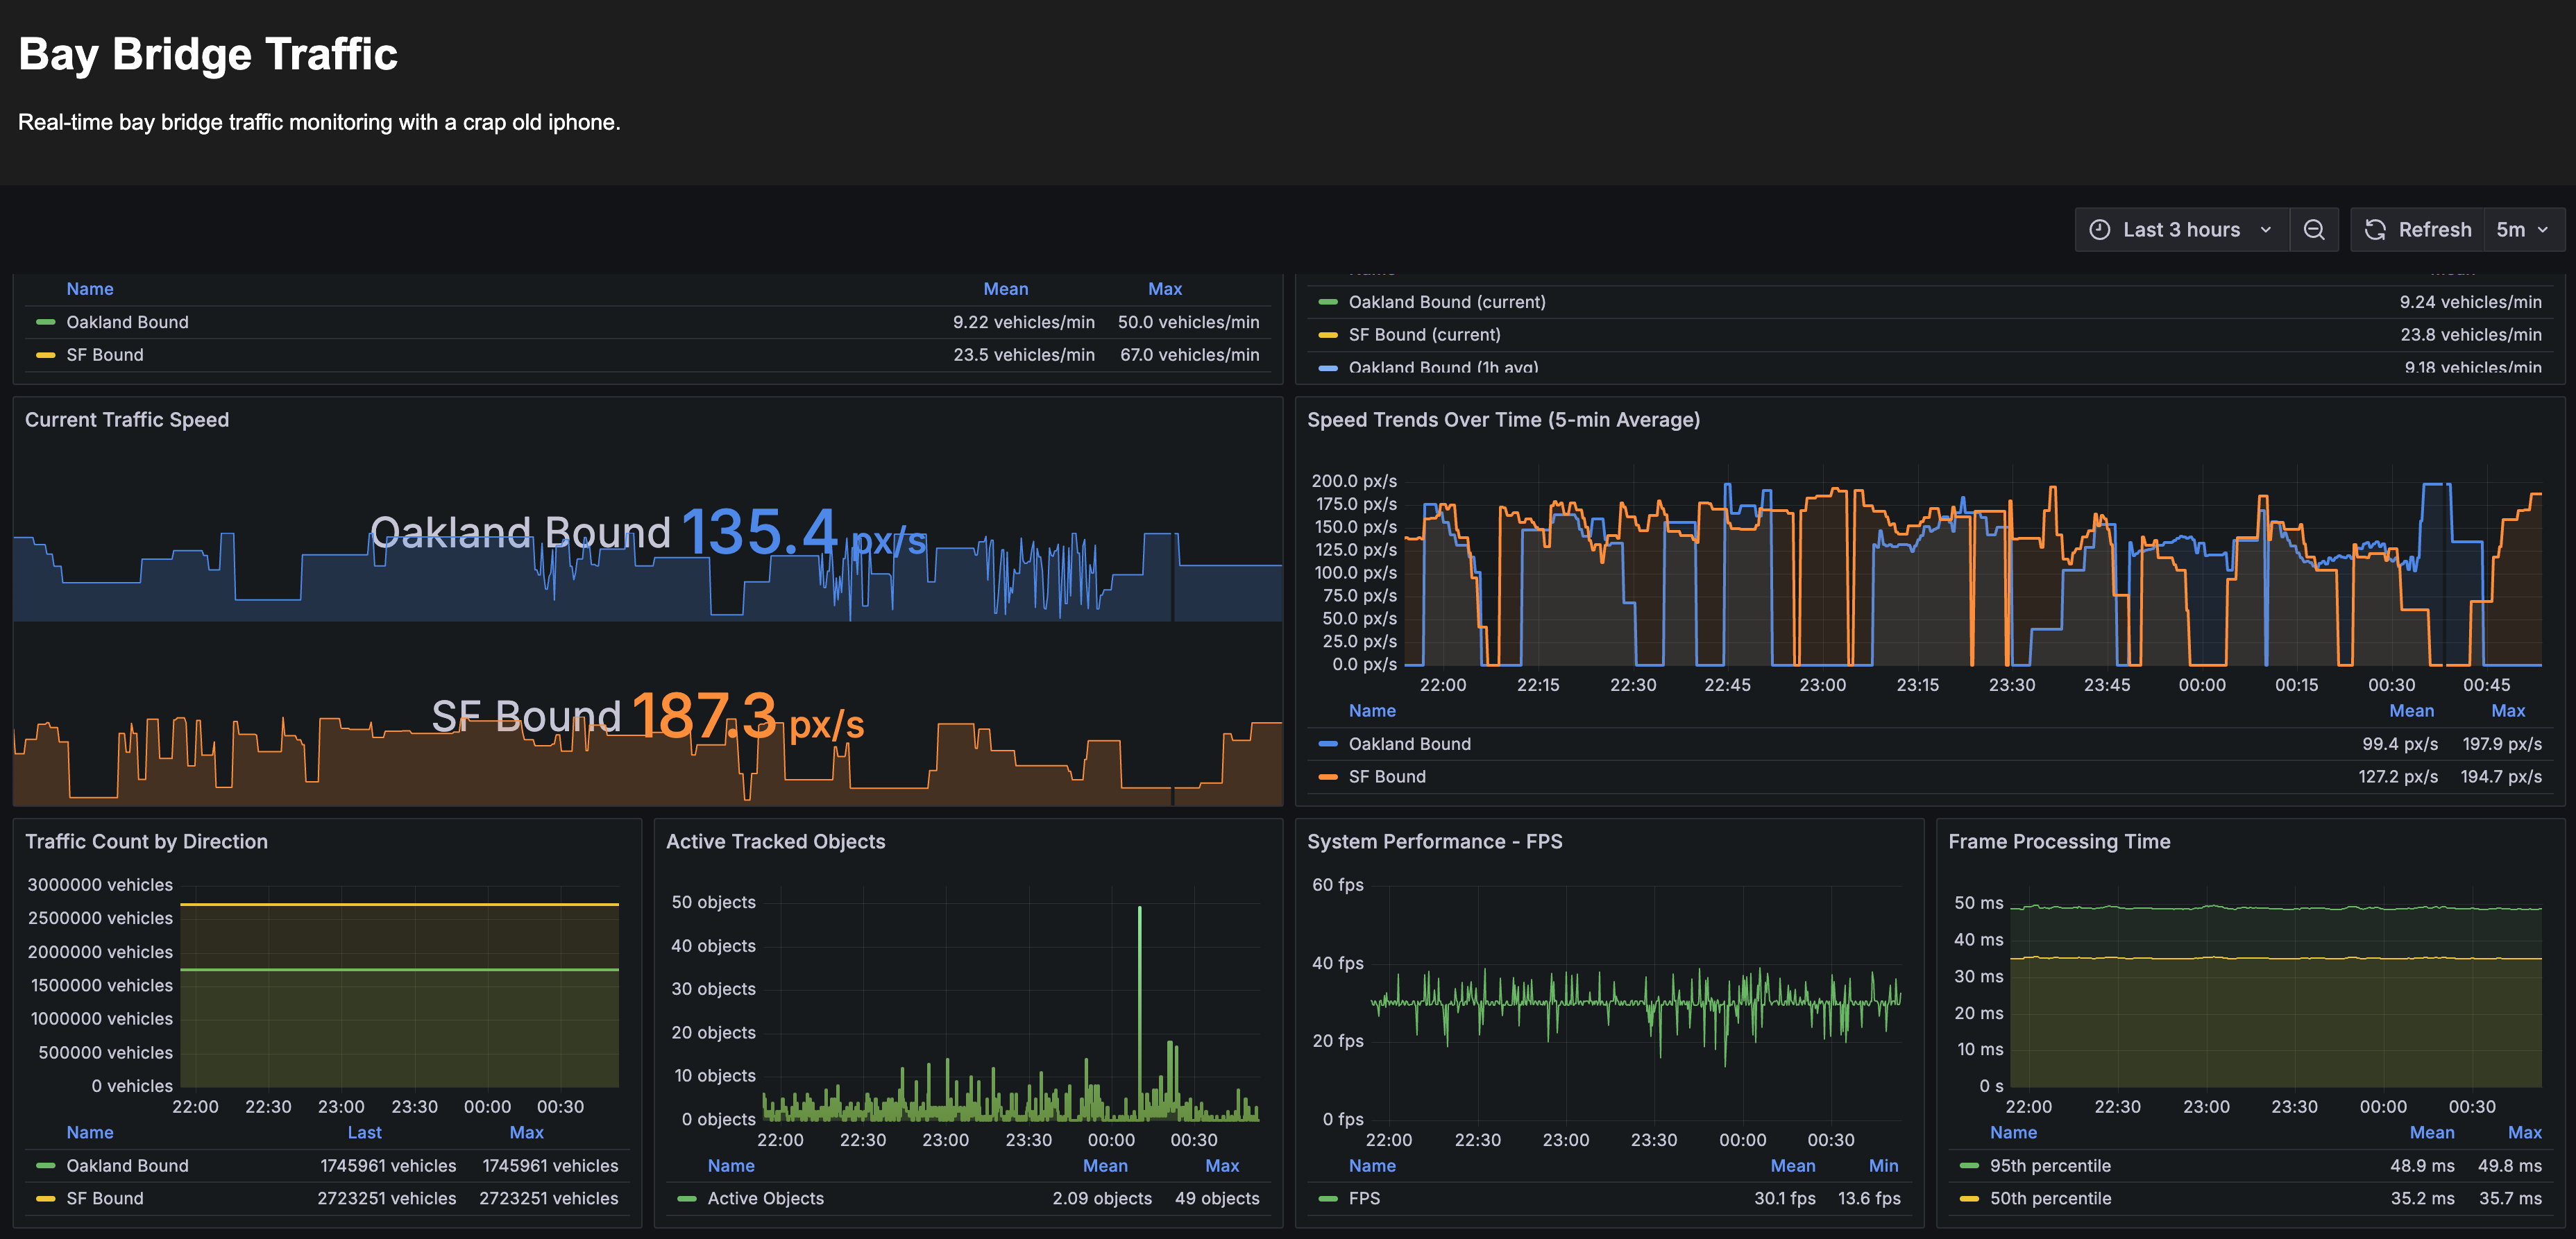 Bay Bridge Traffic
Real-time bay bridge traffic monitoring with a crap old iphone.
Last 3 hours
Refresh
5m
Name Mean Max
Oakland Bound 9.22 vehicles/min 50.0 vehicles/min
SF Bound 23.5 vehicles/min 67.0 vehicles/min
Oakland Bound (current) 9.24 vehicles/min
SF Bound (current) 23.8 vehicles/min
Oakland Bound (1h avg) 9.18 vehicles/min
Current Traffic Speed
Oakland Bound 135.4 px/s
SF Bound 187.3 px/s
Speed Trends Over Time (5-min Average)
200.0 px/s
175.0 px/s
150.0 px/s
125.0 px/s
100.0 px/s
75.0 px/s
50.0 px/s
25.0 px/s
0.0 px/s
22:00 22:15 22:30 22:45 23:00 23:15 23:30 23:45 00:00 00:15 00:30 00:45
Name Mean Max
Oakland Bound 99.4 px/s 197.9 px/s
SF Bound 127.2 px/s 194.7 px/s
Traffic Count by Direction
3000000 vehicles
2500000 vehicles
2000000 vehicles
1500000 vehicles
1000000 vehicles
500000 vehicles
0 vehicles
22:00 22:30 23:00 23:30 00:00 00:30
Name Last Max
Oakland Bound 1745961 vehicles 1745961 vehicles
SF Bound 2723251 vehicles 2723251 vehicles
Active Tracked Objects
50 objects
40 objects
30 objects
20 objects
10 objects
0 objects
22:00 22:30 23:00 23:30 00:00 00:30
Name Mean Max
Active Objects 2.09 objects 49 objects
System Performance - FPS
60 fps
40 fps
20 fps
0 fps
22:00 22:30 23:00 23:30 00:00 00:30
Name Mean Min
FPS 30.1 fps 13.6 fps
Frame Processing Time
50 ms
40 ms
30 ms
20 ms
10 ms
0 s
22:00 22:30 23:00 23:30 00:00 00:30
Name Mean Max
95th percentile 48.9 ms 49.8 ms
50th percentile 35.2 ms 35.7 ms